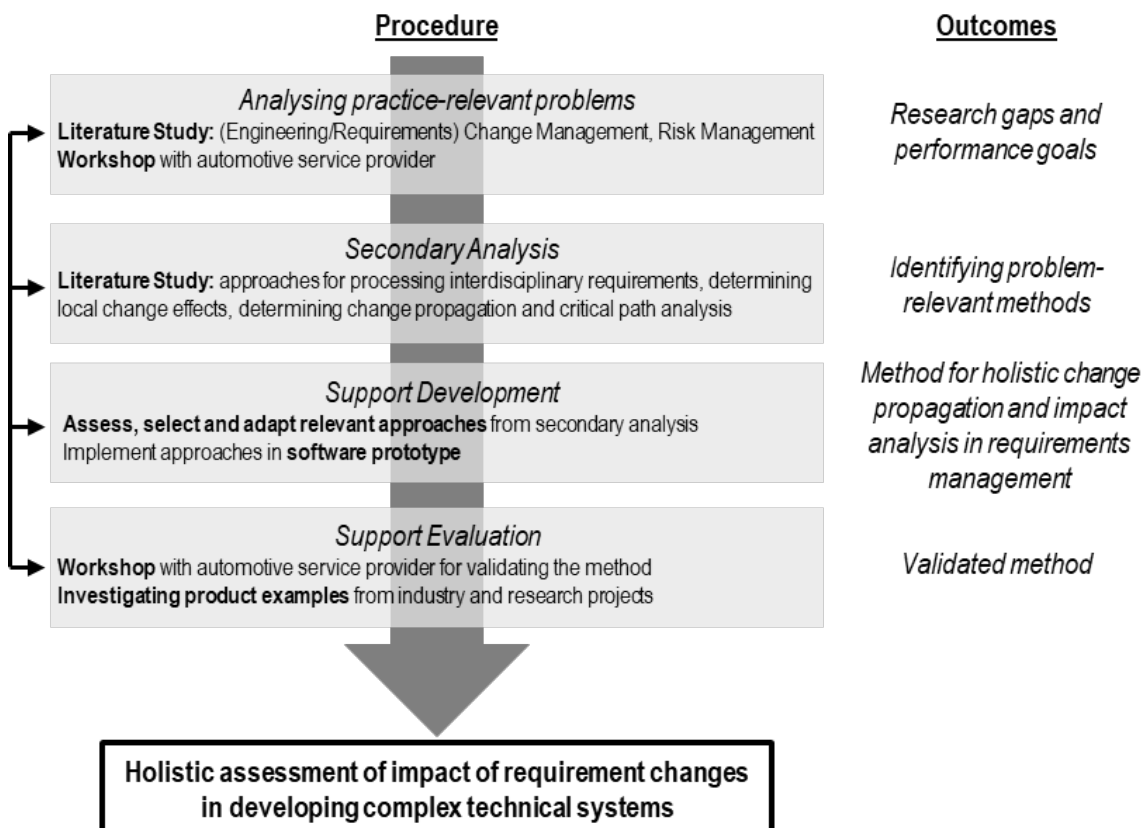 Procedure
Outcomes
Analysing practice-relevant problems
Literature Study: (Engineering/Requirements) Change Management, Risk Management
Workshop with automotive service provider
Research gaps and
performance goals
Secondary Analysis
Literature Study: approaches for processing interdisciplinary requirements, determining
local change effects, determining change propagation and critical path analysis
Identifying problem-
relevant methods
Support Development
Assess, select and adapt relevant approaches from secondary analysis
Implement approaches in software prototype
Method for holistic change
propagation and impact
analysis in requirements
management
Support Evaluation
Workshop with automotive service provider for validating the method
Investigating product examples from industry and research projects
Validated method
Holistic assessment of impact of requirement changes
in developing complex technical systems